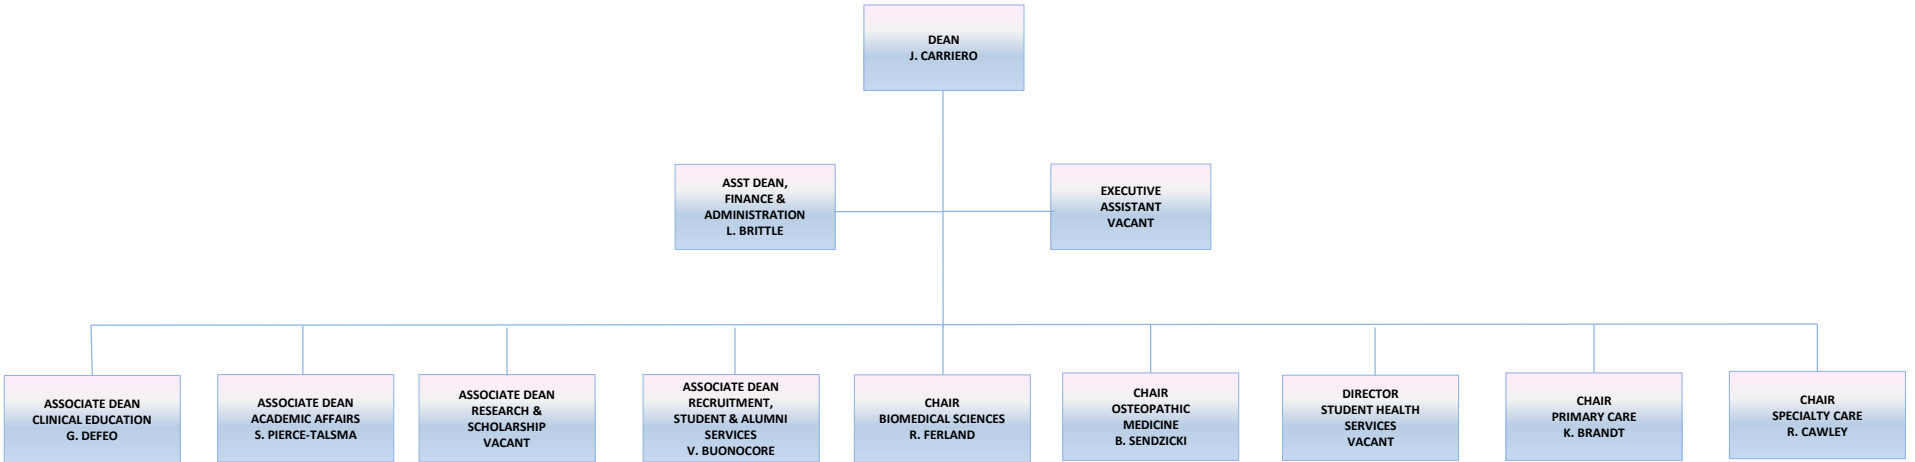 DEAN
J. CARRIERO
ASST DEAN,
FINANCE &
ADMINISTRATION
L. BRITTLE
EXECUTIVE
ASSISTANT
VACANT
ASSOCIATE DEAN
CLINICAL EDUCATION
G. DEFEO
ASSOCIATE DEAN
ACADEMIC AFFAIRS
S. PIERCE-TALSMA
ASSOCIATE DEAN
RESEARCH &
SCHOLARSHIP
VACANT
ASSOCIATE DEAN
RECRUITMENT,
STUDENT & ALUMNI
SERVICES
V. BUONOCORE
CHAIR
BIOMEDICAL SCIENCES
R. FERLAND
CHAIR
OSTEOPATHIC
MEDICINE
B. SENDZICKI
DIRECTOR
STUDENT HEALTH
SERVICES
VACANT
CHAIR
PRIMARY CARE
K. BRANDT
CHAIR
SPECIALTY CARE
R. CAWLEY